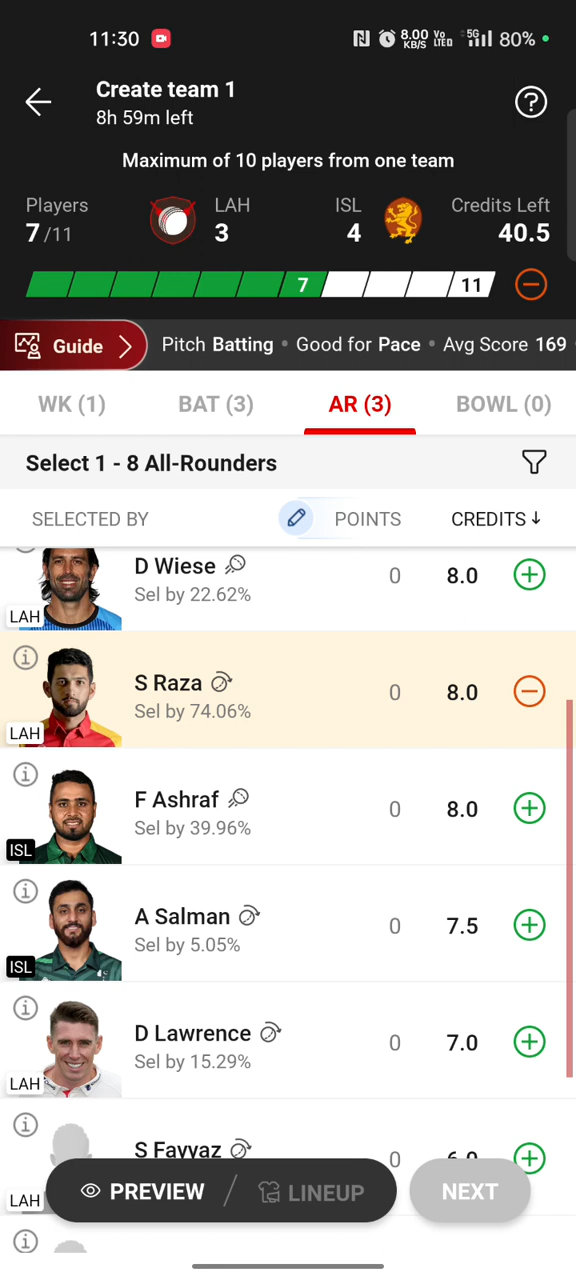 11:30 8.00 KB/S Vo LTE D 5G 80%
Create team 1
8h 59m left
Maximum of 10 players from one team
Players LAH ISL Credits Left
7/11 3 4 40.5
7 11
Guide Pitch Batting • Good for Pace • Avg Score 169
WK (1) BAT (3) AR (3) BOWL (0)
Select 1 - 8 All-Rounders
SELECTED BY POINTS CREDITS ↓
D Wiese 0 8.0
Sel by 22.62%
LAH
S Raza 0 8.0
Sel by 74.06%
LAH
F Ashraf 0 8.0
Sel by 39.96%
ISL
A Salman 0 7.5
Sel by 5.05%
ISL
D Lawrence 0 7.0
Sel by 15.29%
LAH
S Fayyaz 0
LAH
PREVIEW / LINEUP NEXT